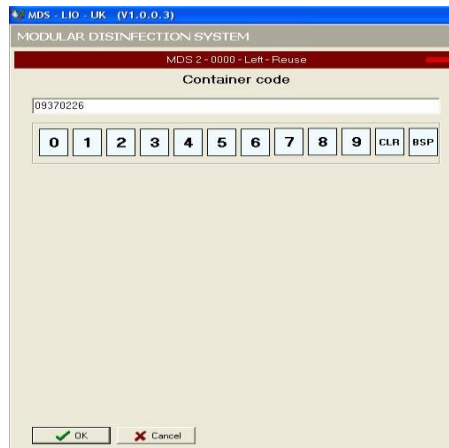 MDS - LIO - UK (V1.0.0.3)
MODULAR DISINFECTION SYSTEM
MDS 2 - 0000 - Left - Reuse
Container code
09370226
0 1 2 3 4 5 6 7 8 9 CLR BSP
OK Cancel